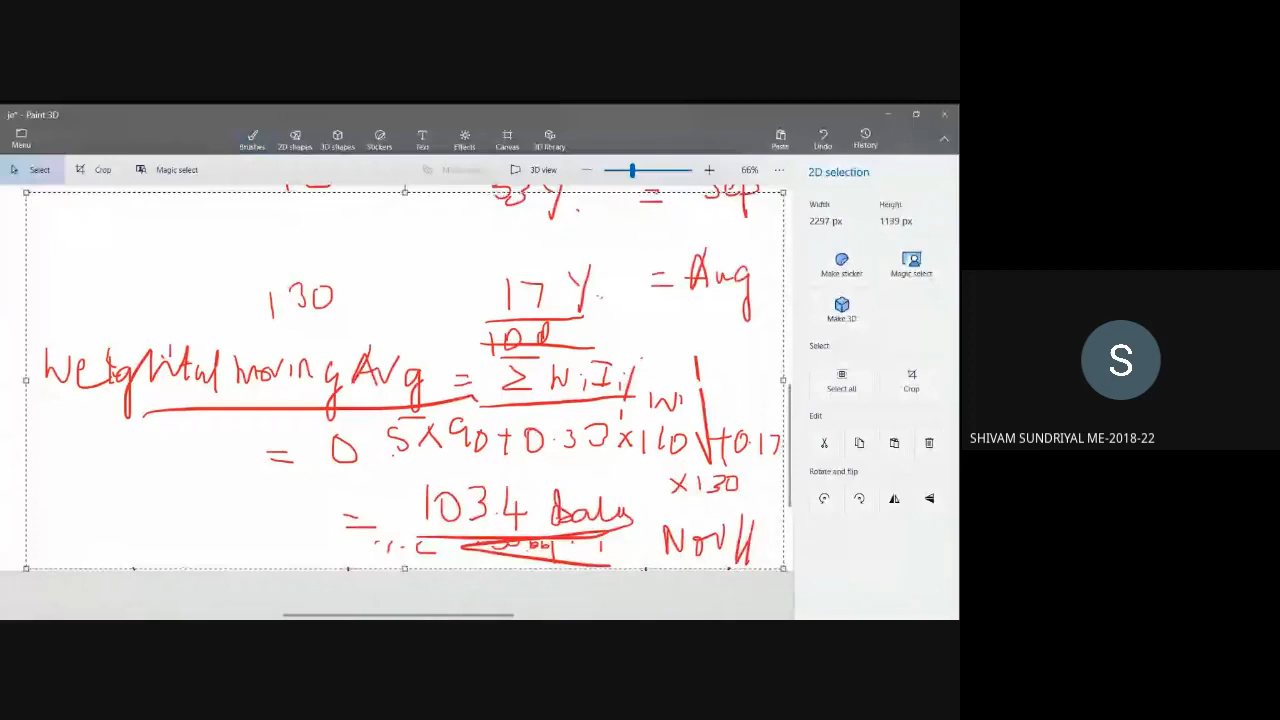 je* - Paint 3D
Menu
Brushes 2D shapes 3D shapes Stickers Text Effects Canvas 3D library
Paste Undo History
Select Crop Magic select
3D view
66%
2D selection
Width Height
2297 px 1139 px
Make sticker Magic select
Make 3D
Select
Select all Crop
Edit
Rotate and flip
= Sep
= Aug
130
17 %
100
moving Avg = Σ Wi
= 0.5×90+0.33×110+0.17
×130
= 103.4
Nov
S
SHIVAM SUNDRIYAL ME-2018-22